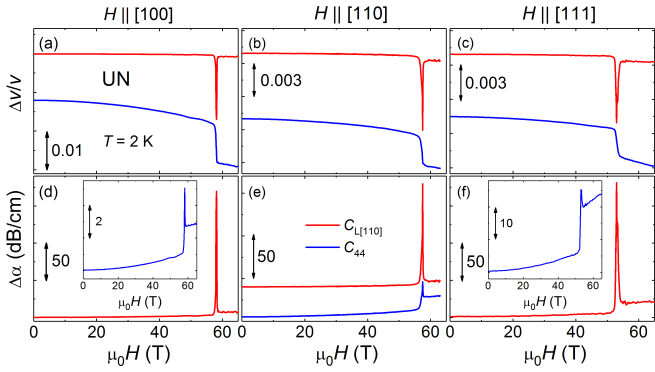 H || [100]
H || [110]
H || [111]
Δv/v
(a)
UN
T = 2 K
0.01
(b)
0.003
(c)
0.003
Δα (dB/cm)
(d)
50
2
0 20 40 60
μ₀H (T)
(e)
50
C_L[110]
C₄₄
(f)
50
10
0 20 40 60
μ₀H (T)
0 20 40 60
0 20 40 60
0 20 40 60
μ₀H (T)
μ₀H (T)
μ₀H (T)